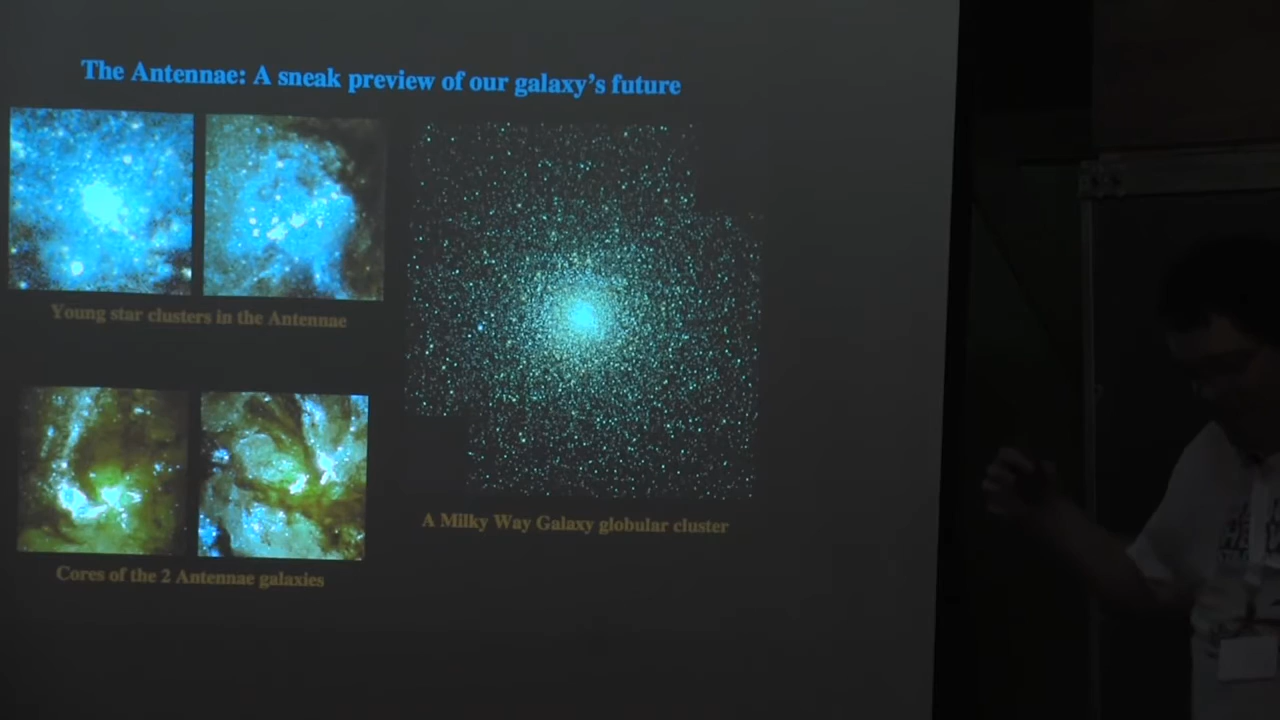 The Antennae: A sneak preview of our galaxy's future
Young star clusters in the Antennae
A Milky Way Galaxy globular cluster
Cores of the 2 Antennae galaxies